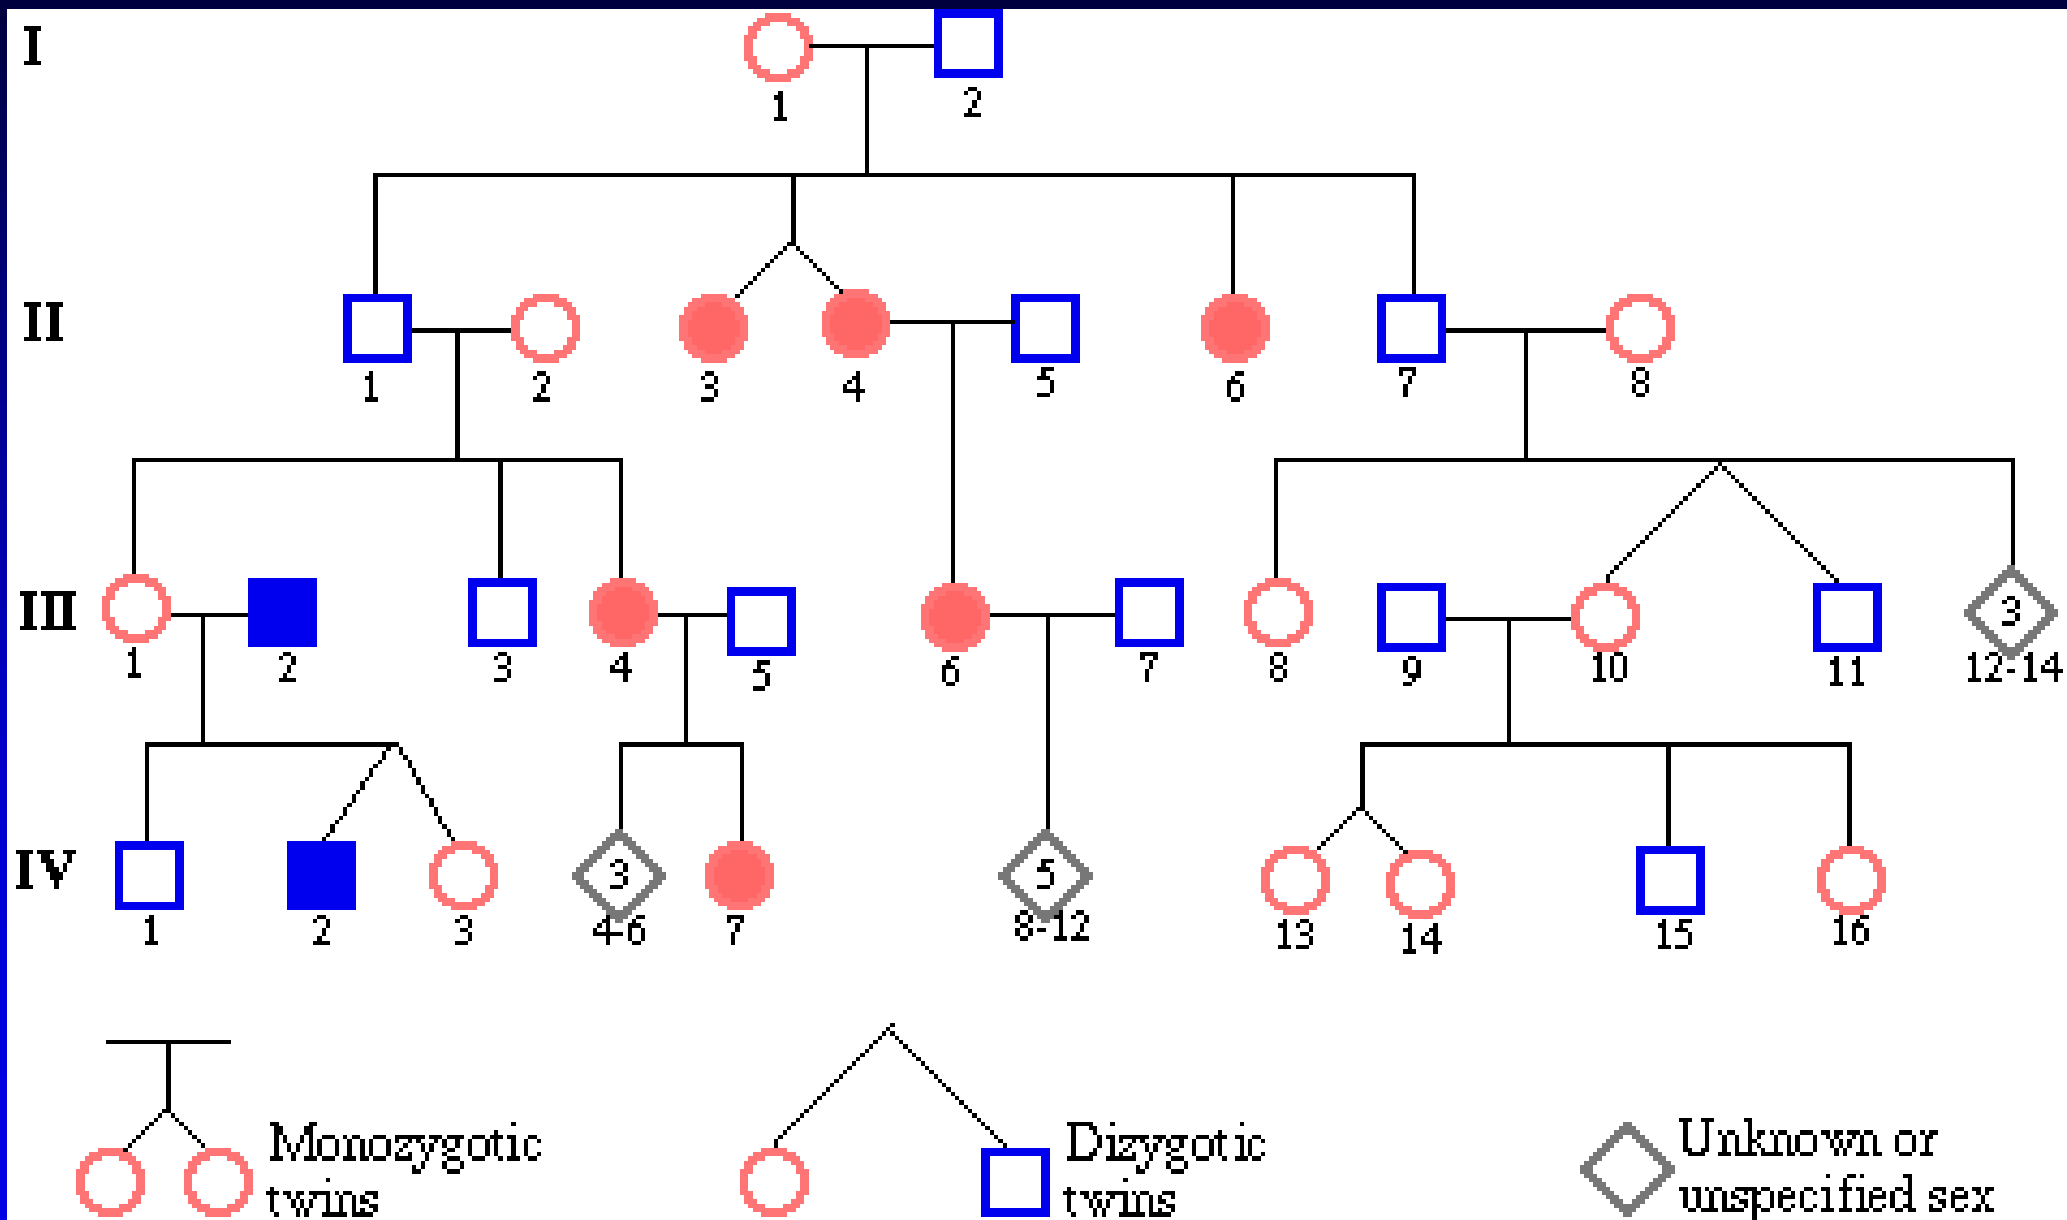 I
1 2
II
1 2 3 4 5 6 7 8
III
3
1 2 3 4 5 6 7 8 9 10 11 12-14
IV
3 5
1 2 3 4-6 7 8-12 13 14 15 16
Monozygotic
twins
Dizygotic
twins
Unknown or
unspecified sex